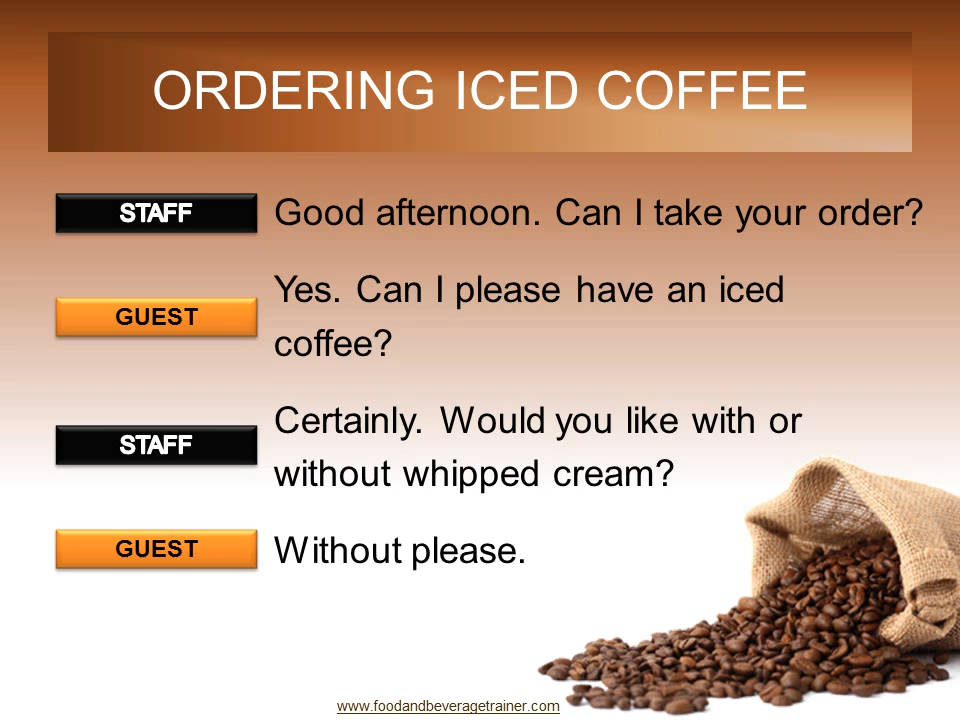 ORDERING ICED COFFEE
STAFF
Good afternoon. Can I take your order?
GUEST
Yes. Can I please have an iced
coffee?
STAFF
Certainly. Would you like with or
without whipped cream?
GUEST
Without please.
www.foodandbeveragetrainer.com